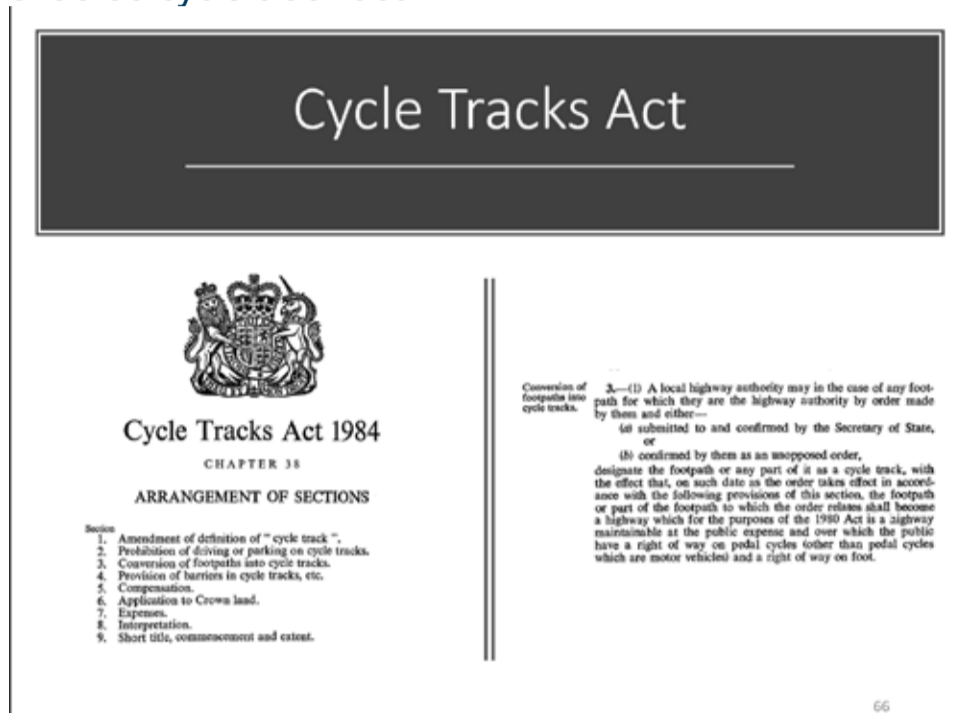 Cycle Tracks Act
Cycle Tracks Act 1984
CHAPTER 38
ARRANGEMENT OF SECTIONS
Section
1. Amendment of definition of " cycle track ".
2. Prohibition of driving or parking on cycle tracks.
3. Conversion of footpaths into cycle tracks.
4. Provision of barriers in cycle tracks, etc.
5. Compensation.
6. Application to Crown land.
7. Expenses.
8. Interpretation.
9. Short title, commencement and extent.
Conversion of
footpaths into
cycle tracks.
3.—(1) A local highway authority may in the case of any foot-
path for which they are the highway authority by order made
by them and either—
(a) submitted to and confirmed by the Secretary of State,
or
(b) confirmed by them as an unopposed order,
designate the footpath or any part of it as a cycle track, with
the effect that, on such date as the order takes effect in accord-
ance with the following provisions of this section, the footpath
or part of the footpath to which the order relates shall become
a highway which for the purposes of the 1980 Act is a highway
maintainable at the public expense and over which the public
have a right of way on pedal cycles (other than pedal cycles
which are motor vehicles) and a right of way on foot.
66